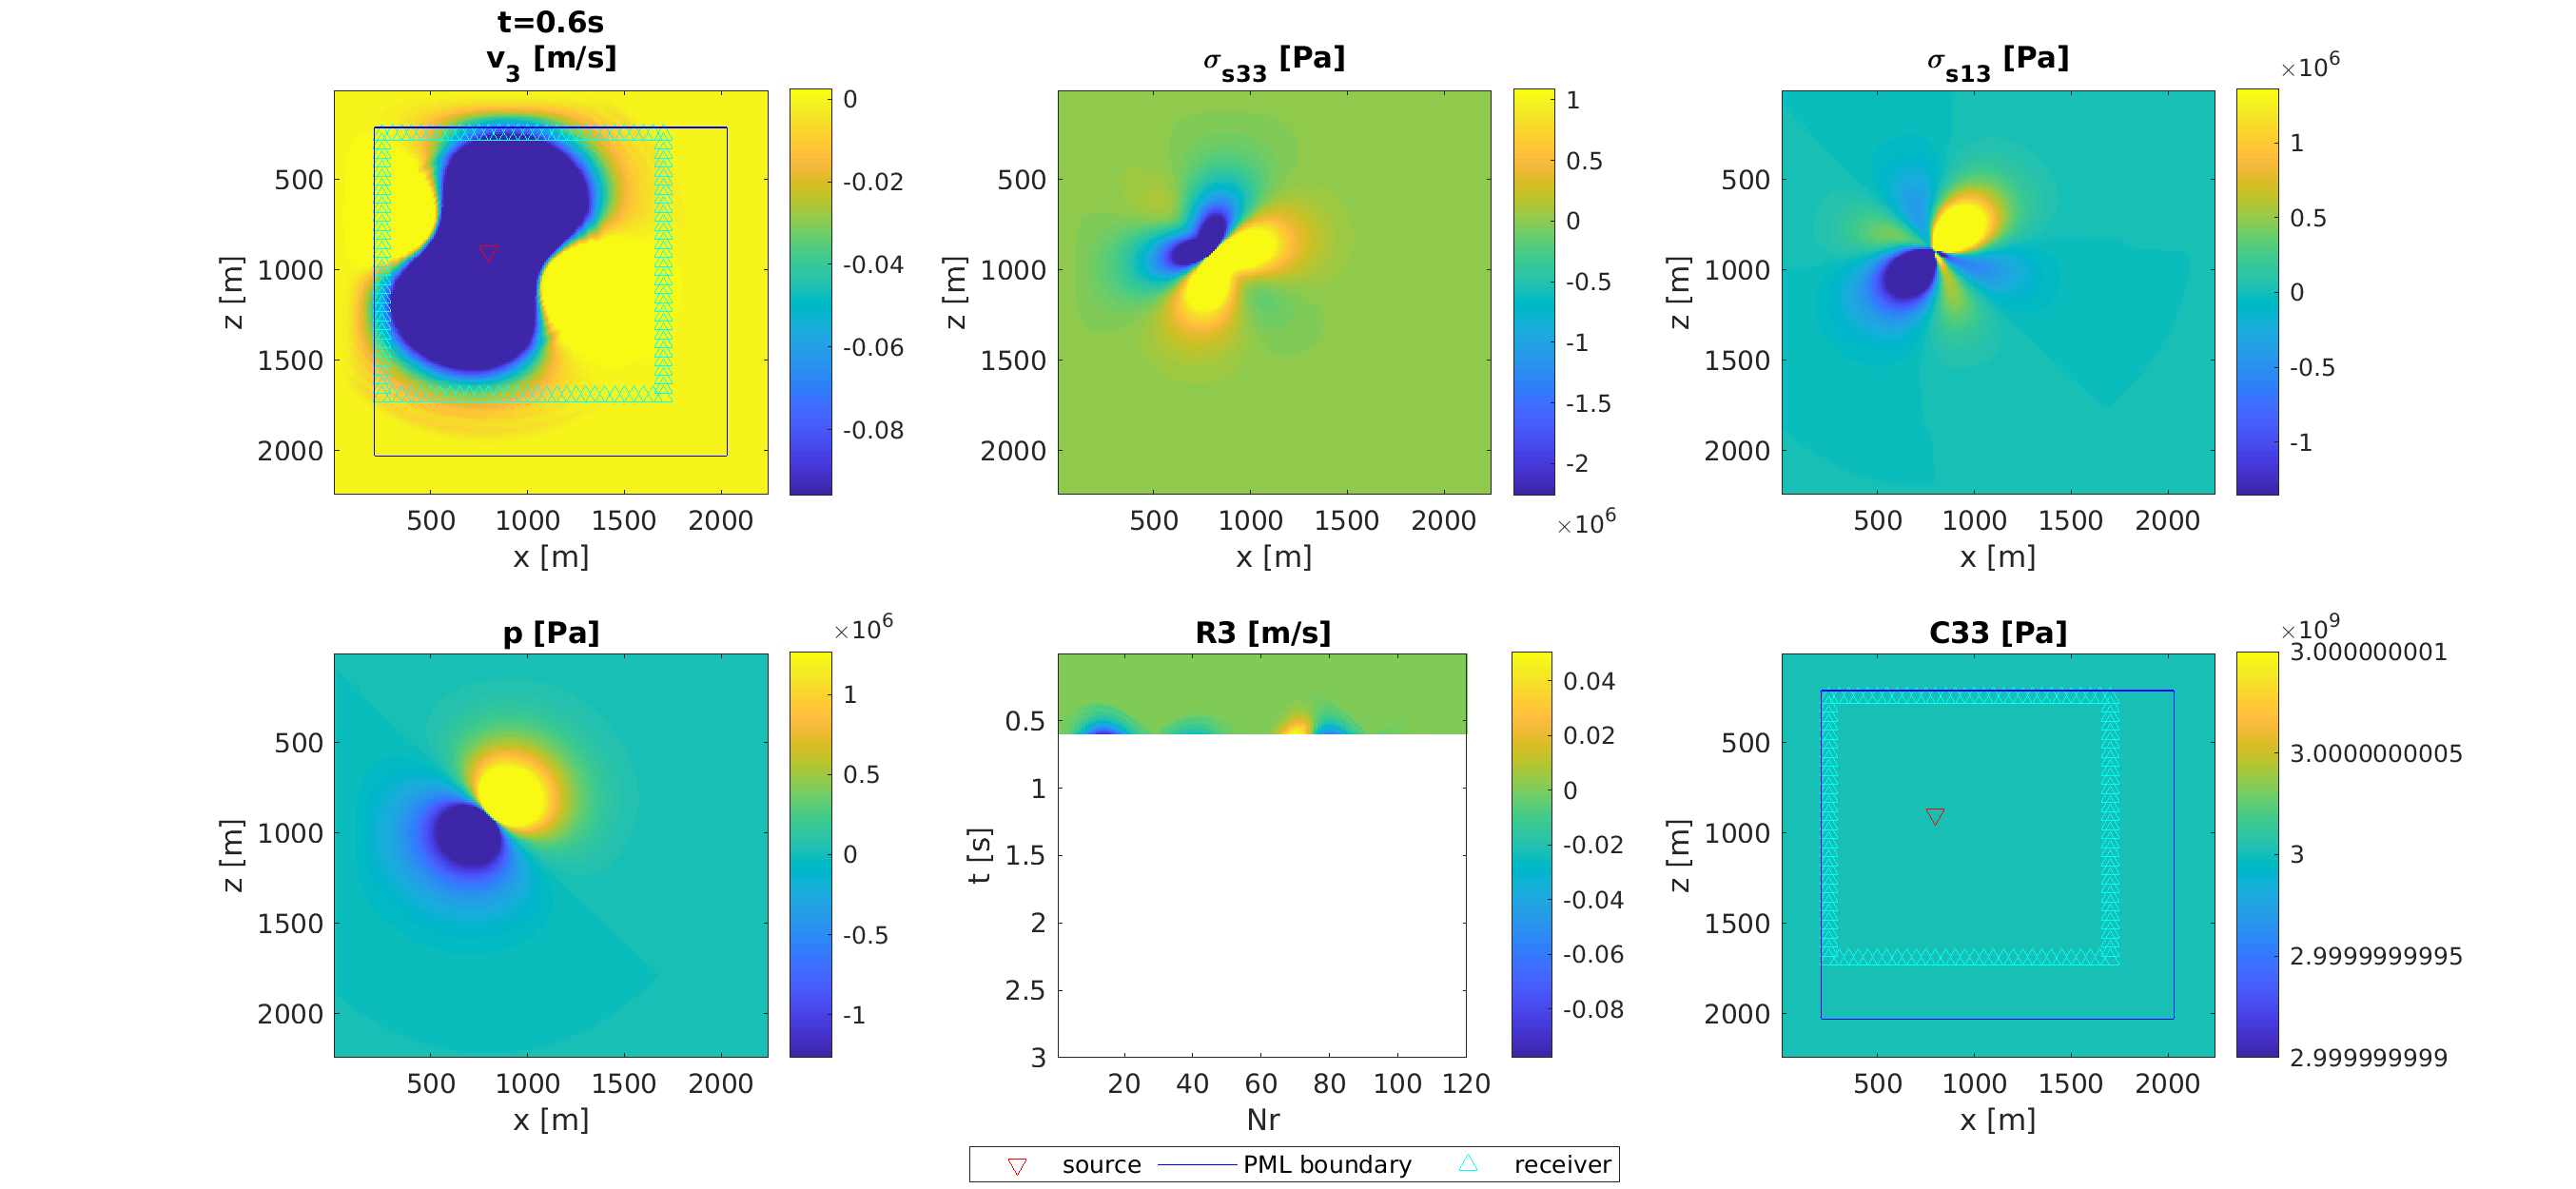 t=0.6s
v3 [m/s]
0
-0.02
-0.04
-0.06
-0.08
500
1000
1500
2000
z [m]
500 1000 1500 2000
x [m]
σs33 [Pa]
1
0.5
0
-0.5
-1
-1.5
-2
×10^6
500
1000
1500
2000
z [m]
500 1000 1500 2000
x [m]
σs13 [Pa]
×10^6
1
0.5
0
-0.5
-1
500
1000
1500
2000
z [m]
500 1000 1500 2000
x [m]
p [Pa]
×10^6
1
0.5
0
-0.5
-1
500
1000
1500
2000
z [m]
500 1000 1500 2000
x [m]
R3 [m/s]
0.04
0.02
0
-0.02
-0.04
-0.06
-0.08
0.5
1
1.5
2
2.5
3
t [s]
20 40 60 80 100 120
Nr
C33 [Pa]
×10^9
3.000000001
3.0000000005
3
2.9999999995
2.999999999
500
1000
1500
2000
z [m]
500 1000 1500 2000
x [m]
source PML boundary receiver